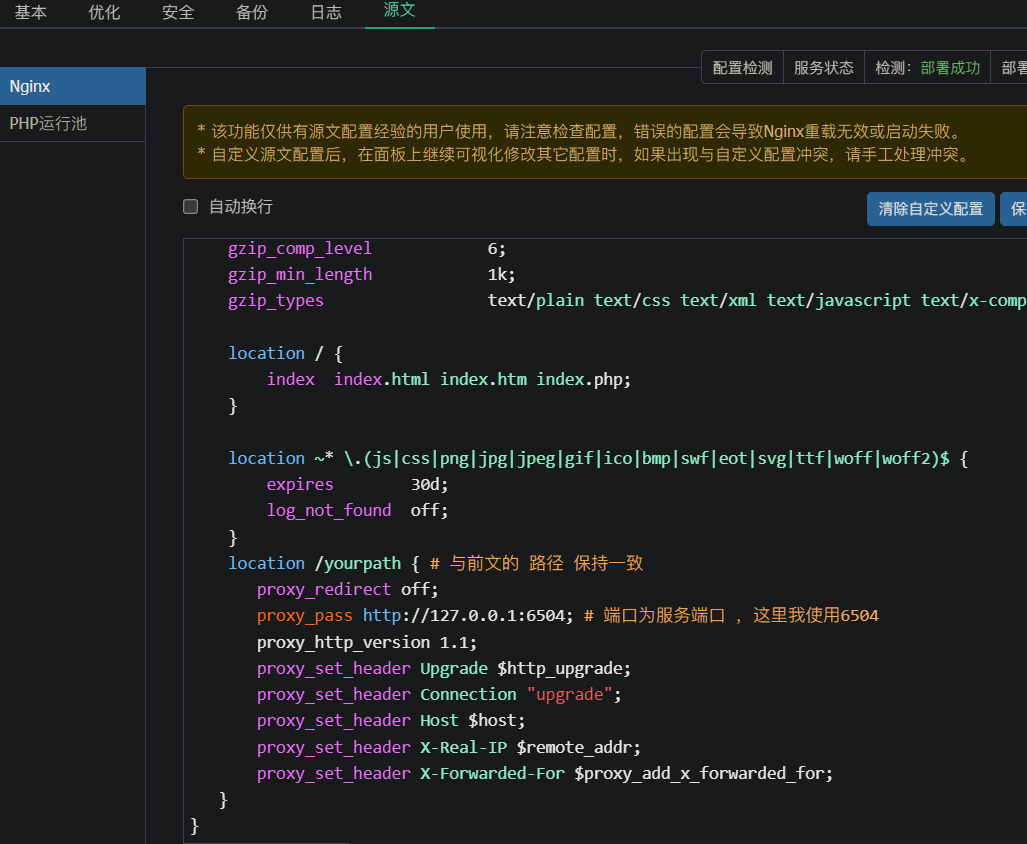 基本 优化 安全 备份 日志 源文
配置检测 服务状态 检测：部署成功 部署
Nginx
PHP运行池
* 该功能仅供有源文配置经验的用户使用，请注意检查配置，错误的配置会导致Nginx重载无效或启动失败。
* 自定义源文配置后，在面板上继续可视化修改其它配置时，如果出现与自定义配置冲突，请手工处理冲突。
自动换行 清除自定义配置 保
gzip_comp_level 6;
gzip_min_length 1k;
gzip_types text/plain text/css text/xml text/javascript text/x-comp
location / {
index index.html index.htm index.php;
}
location ~* \.(js|css|png|jpg|jpeg|gif|ico|bmp|swf|eot|svg|ttf|woff|woff2)$ {
expires 30d;
log_not_found off;
}
location /yourpath { # 与前文的 路径 保持一致
proxy_redirect off;
proxy_pass http://127.0.0.1:6504; # 端口为服务端口 ，这里我使用6504
proxy_http_version 1.1;
proxy_set_header Upgrade $http_upgrade;
proxy_set_header Connection "upgrade";
proxy_set_header Host $host;
proxy_set_header X-Real-IP $remote_addr;
proxy_set_header X-Forwarded-For $proxy_add_x_forwarded_for;
}
}